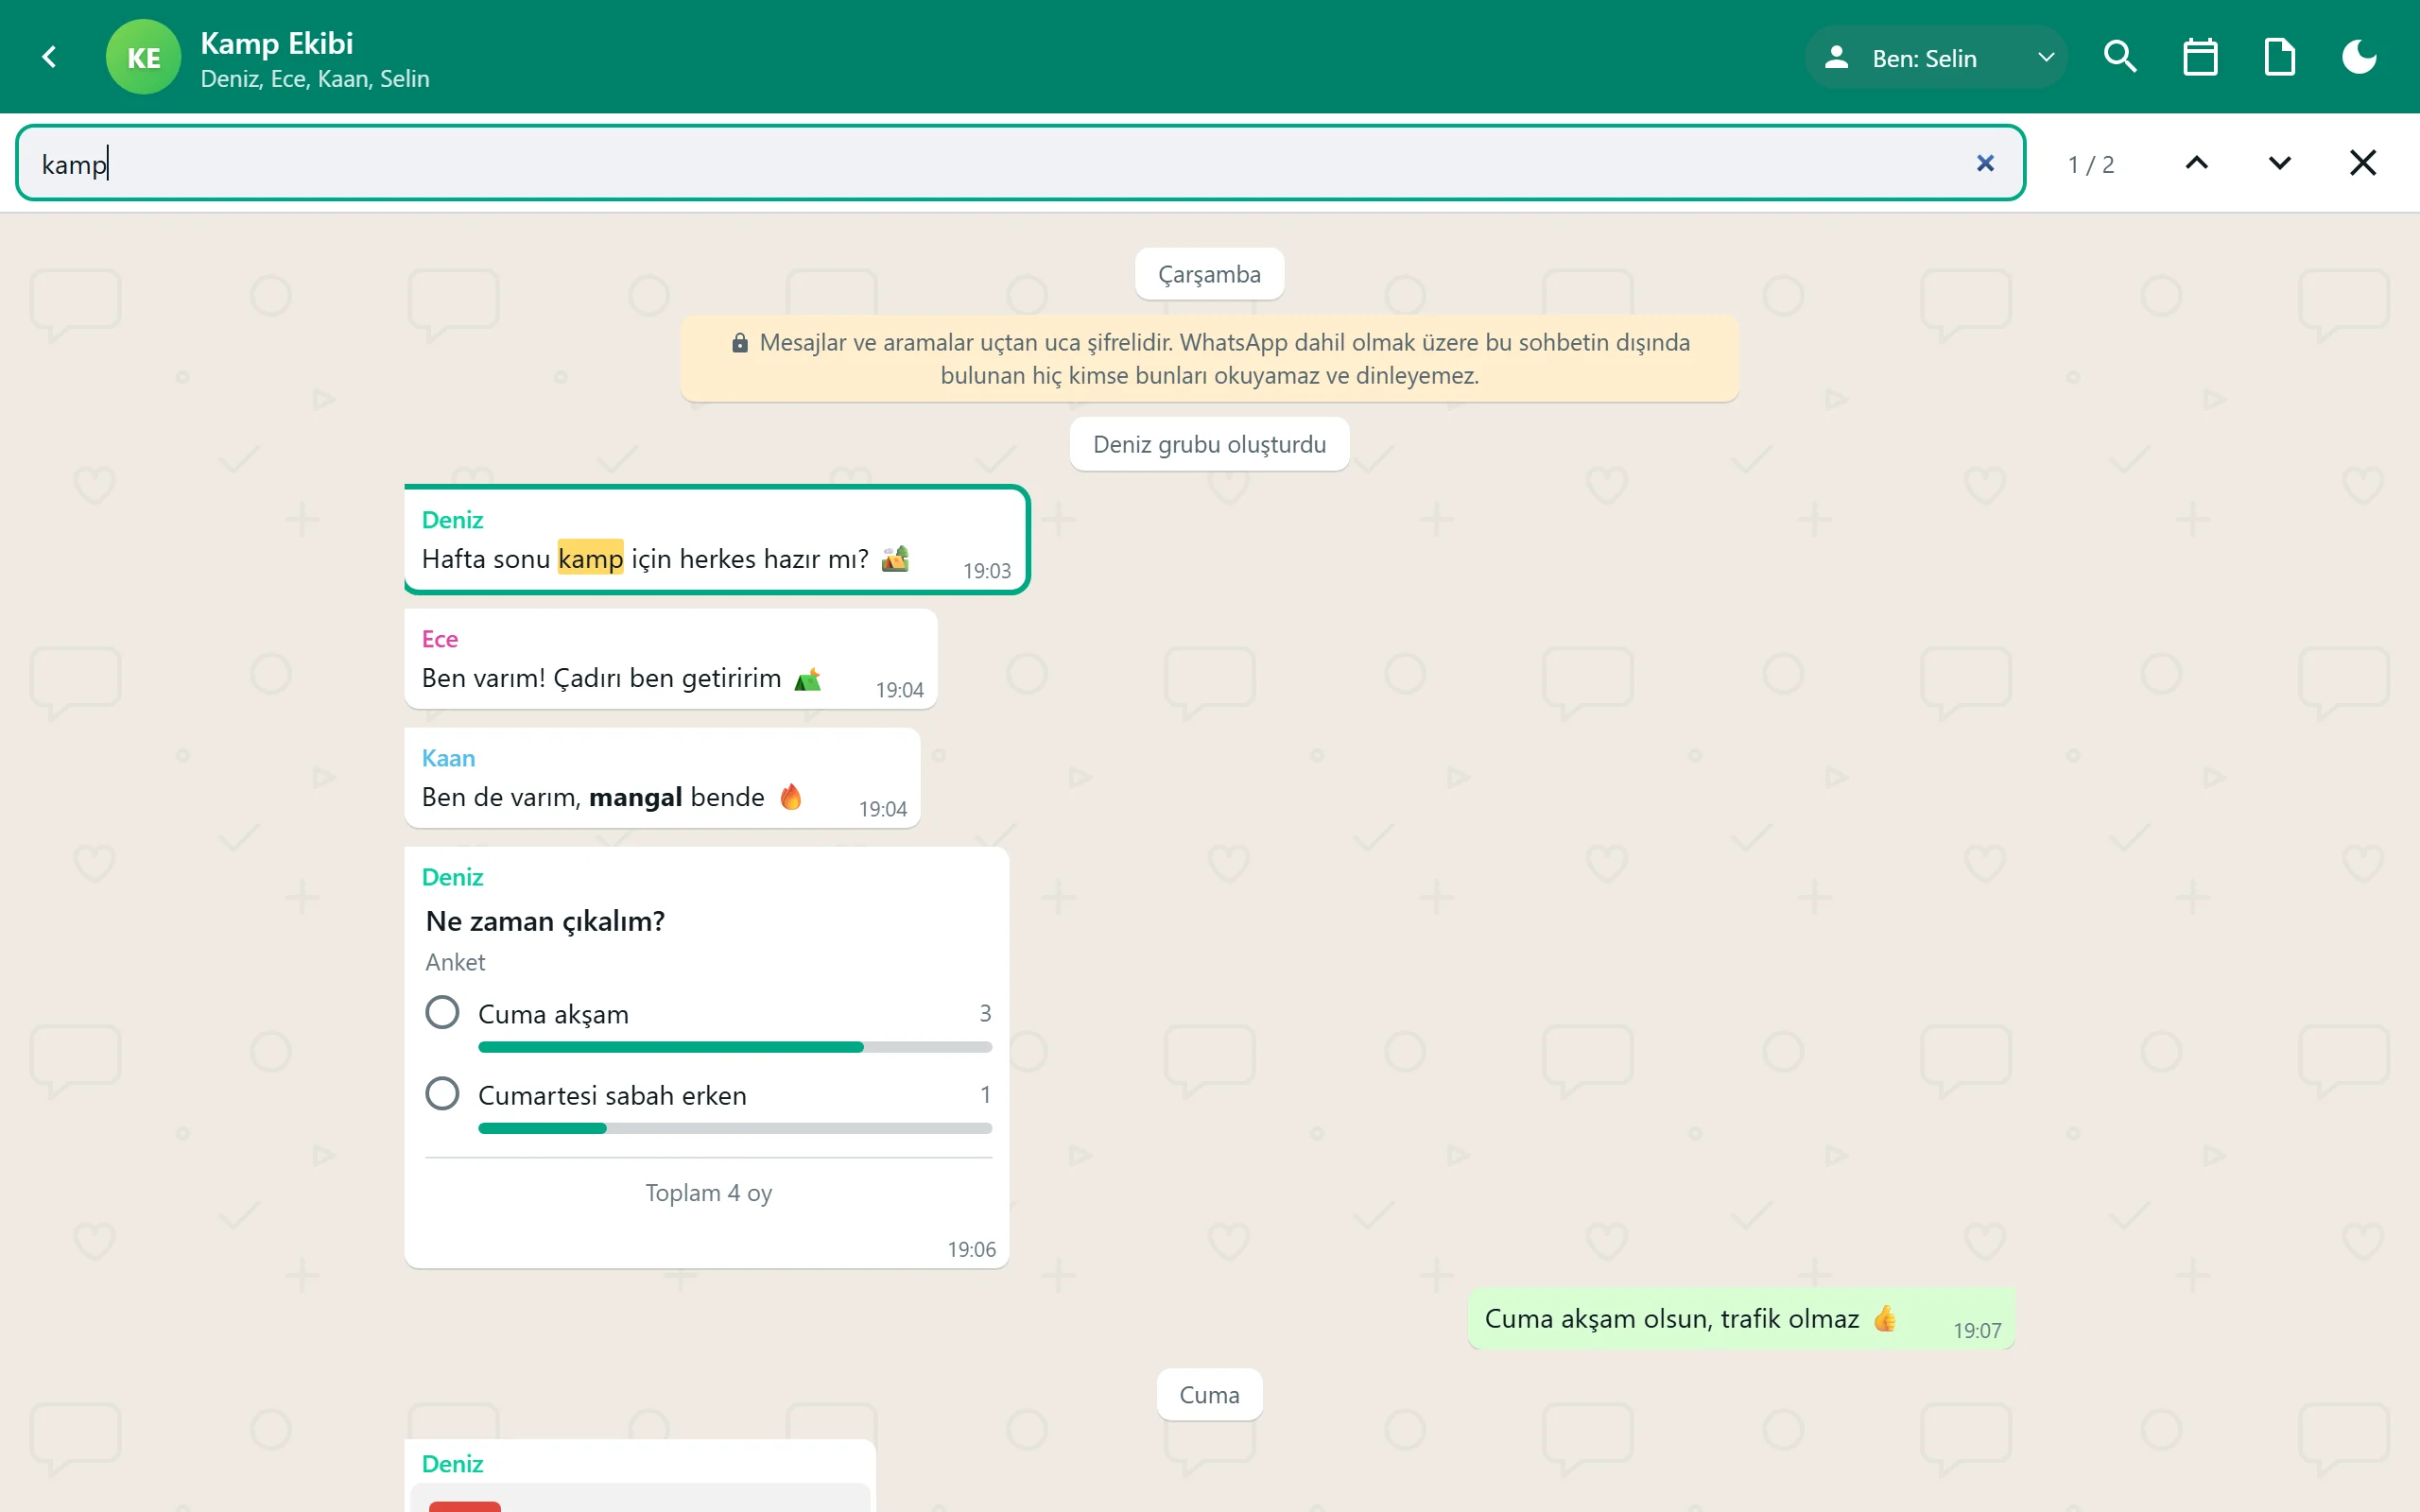 KE
Kamp Ekibi
Deniz, Ece, Kaan, Selin
Ben: Selin
kamp
1 / 2
Çarşamba
Mesajlar ve aramalar uçtan uca şifrelidir. WhatsApp dahil olmak üzere bu sohbetin dışında
bulunan hiç kimse bunları okuyamaz ve dinleyemez.
Deniz grubu oluşturdu
Deniz
Hafta sonu kamp için herkes hazır mı? 🏕️
19:03
Ece
Ben varım! Çadırı ben getiririm ⛺
19:04
Kaan
Ben de varım, mangal bende 🔥
19:04
Deniz
Ne zaman çıkalım?
Anket
Cuma akşam 3
Cumartesi sabah erken 1
Toplam 4 oy
19:06
Cuma akşam olsun, trafik olmaz 👍
19:07
Cuma
Deniz